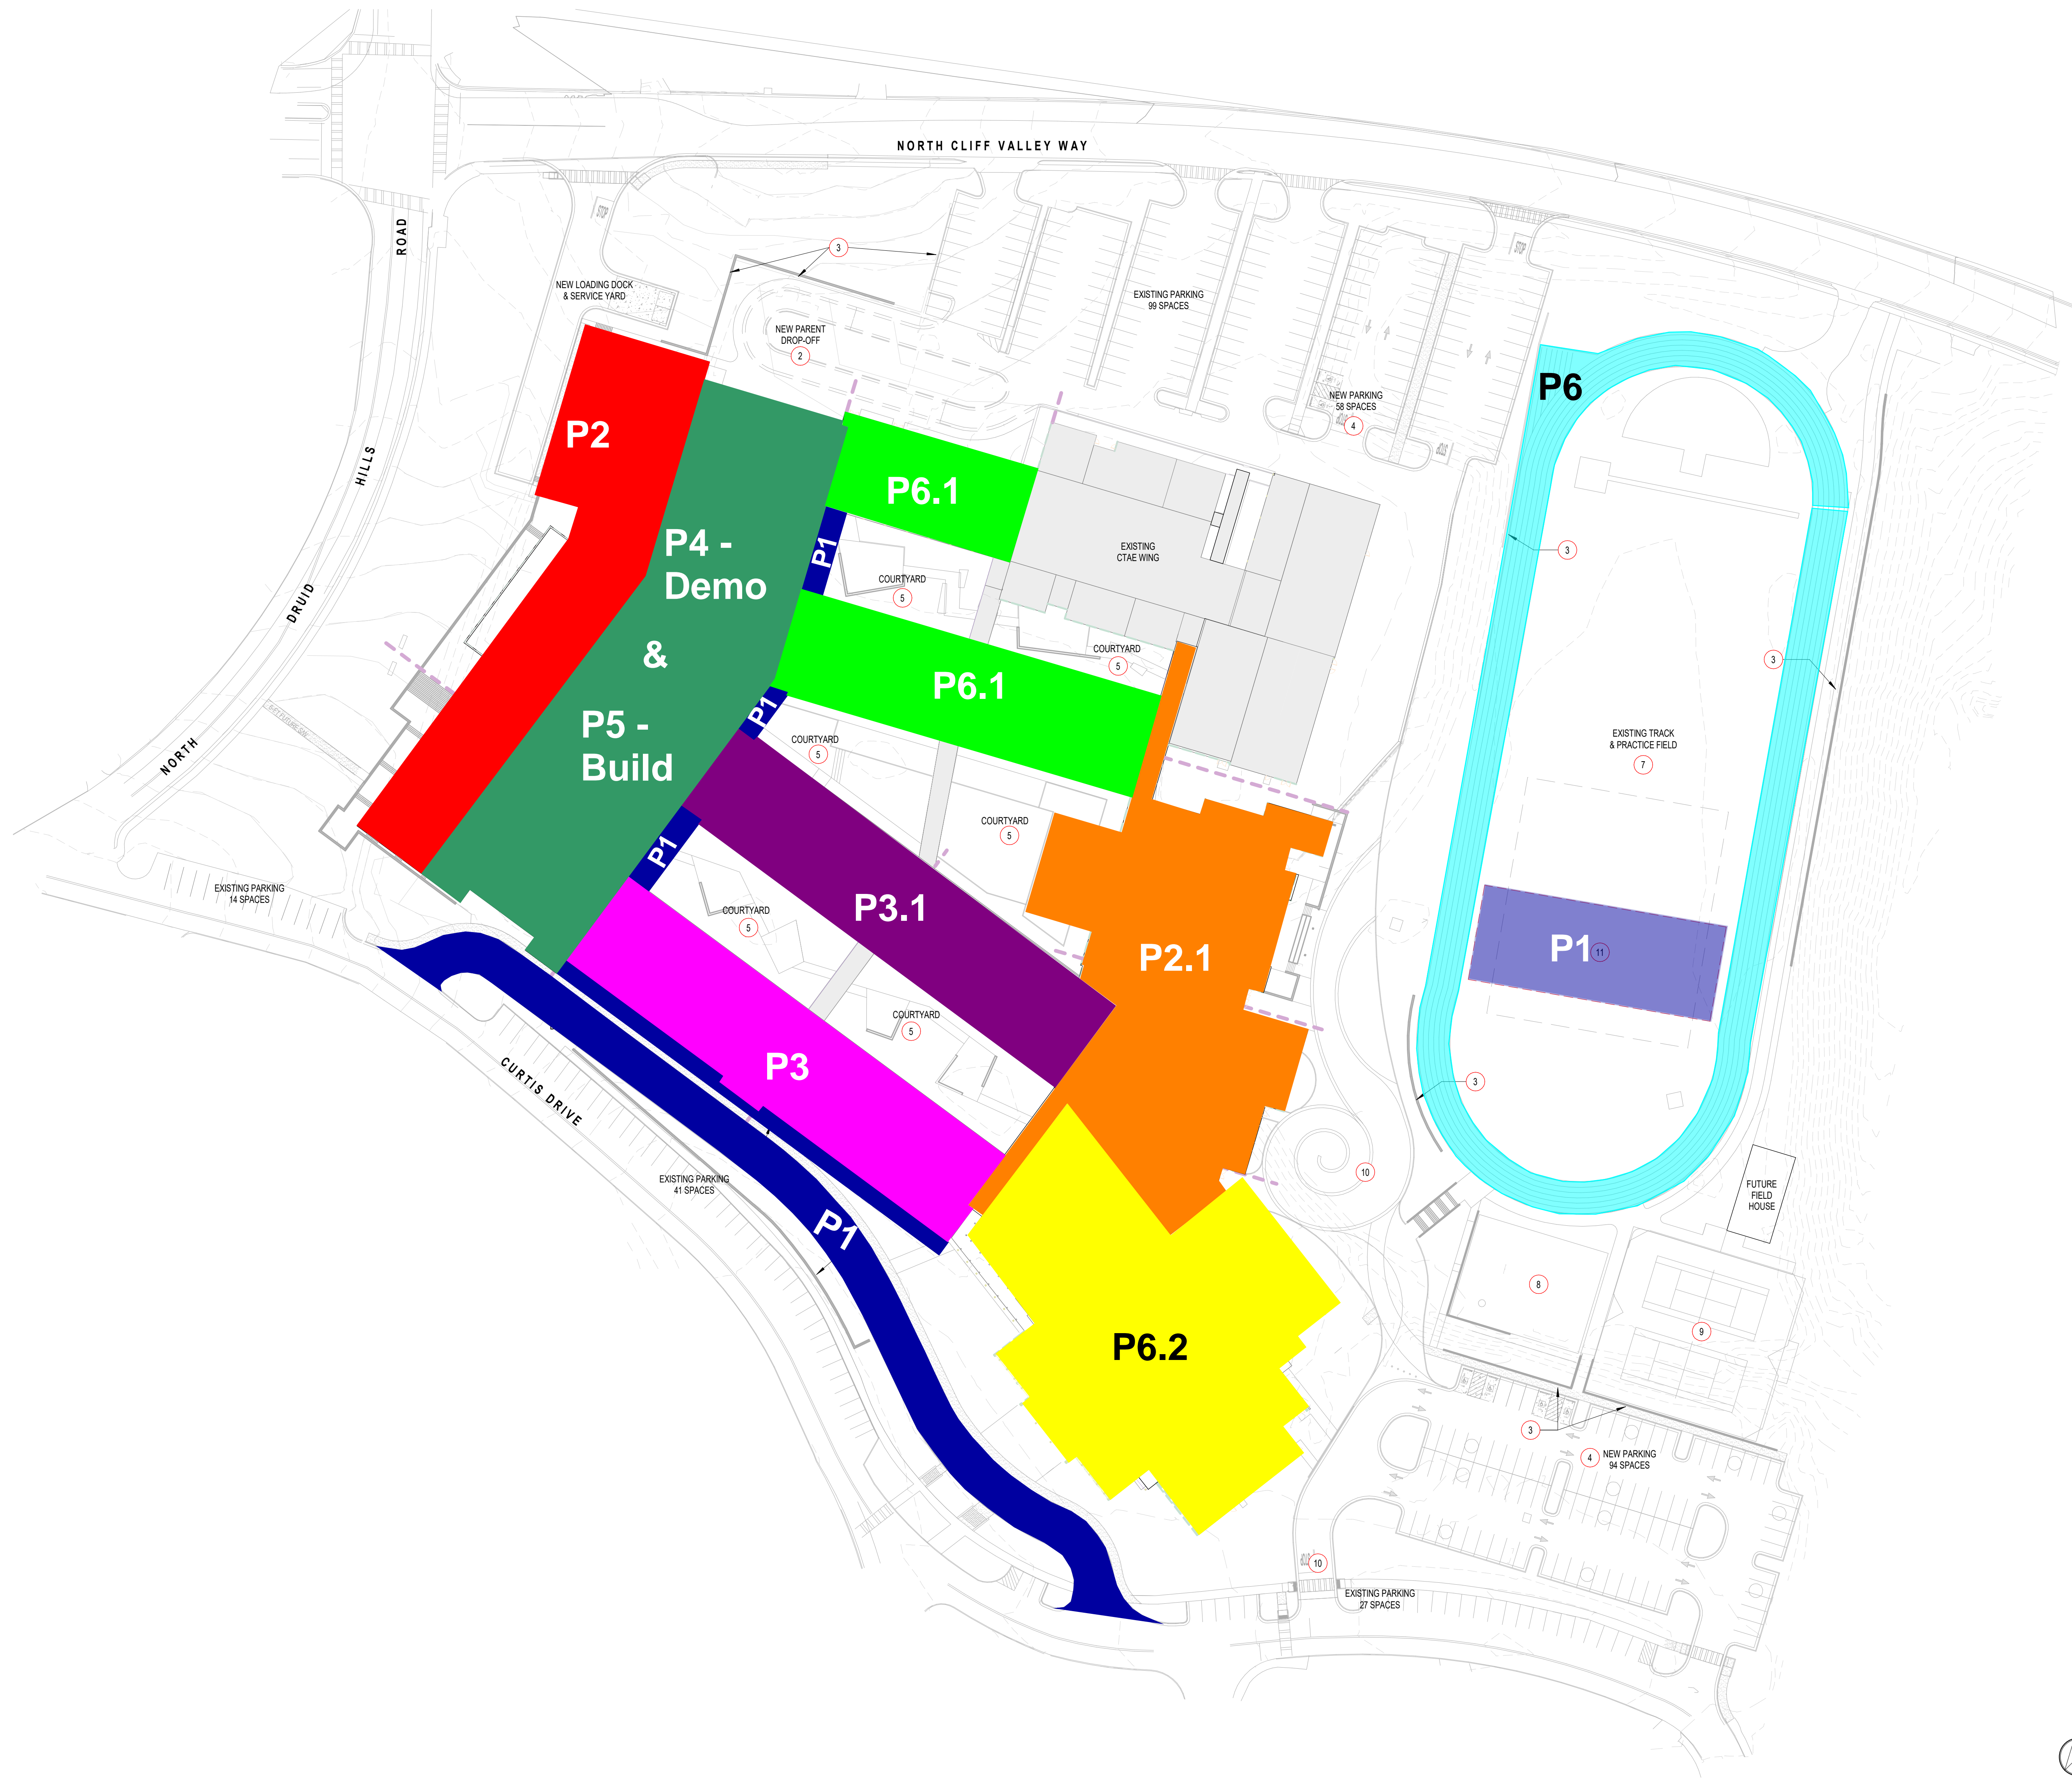 NORTH CLIFF VALLEY WAY
ROAD
HILLS
DRUID
NORTH
3
NEW LOADING DOCK
& SERVICE YARD
EXISTING PARKING
99 SPACES
NEW PARENT
DROP-OFF
2
STOP
STOP
NEW PARKING
58 SPACES
4
P6
P2
P6.1
P4 -
Demo
&
P5 -
Build
P1
EXISTING
CTAE WING
COURTYARD
5
COURTYARD
5
3
3
P6.1
P1
COURTYARD
5
EXISTING TRACK
& PRACTICE FIELD
7
COURTYARD
5
P1
EXISTING PARKING
14 SPACES
P3.1
COURTYARD
5
P2.1
P1
11
COURTYARD
5
P3
CURTIS DRIVE
3
EXISTING PARKING
41 SPACES
10
FUTURE
FIELD
HOUSE
P1
8
9
P6.2
3
4
NEW PARKING
94 SPACES
10
EXISTING PARKING
27 SPACES